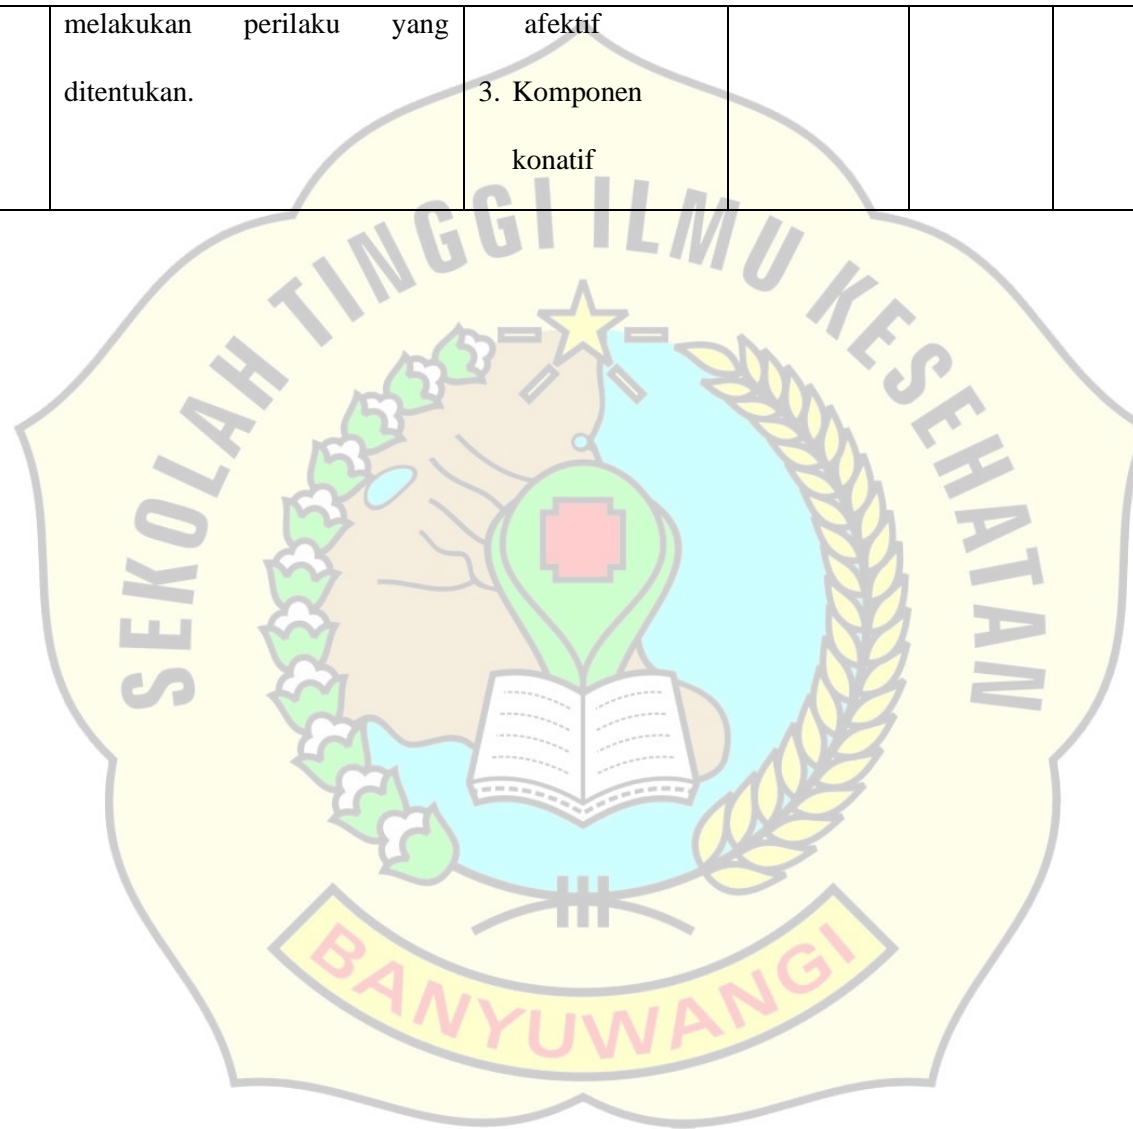 melakukan perilaku yang afektif
ditentukan. 3. Komponen
konatif
SEKOLAH TINGGI ILMU KESEHATAN
BANYUWANGI